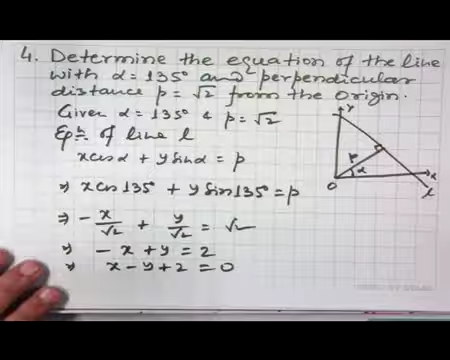 4. Determine the equation of the line
with α = 135° and perpendicular
distance p = √2 from the origin.
Given α = 135° & p = √2
Eqⁿ of line l
x cos α + y sin α = p
⇒ x cos 135° + y sin 135° = p
⇒ - x/√2 + y/√2 = √2
⇒ - x + y = 2
⇒ x - y + 2 = 0
Y
P
α
O
x
l